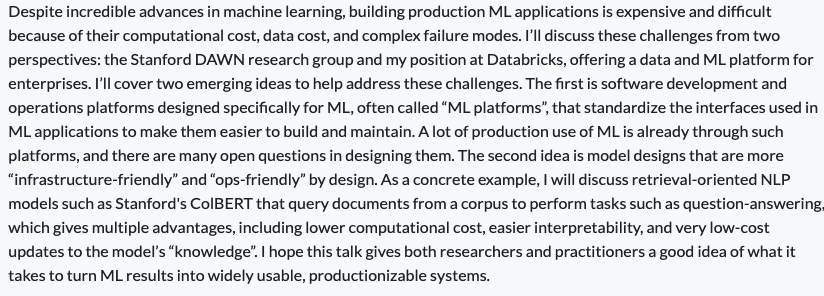 Despite incredible advances in machine learning, building production ML applications is expensive and difficult
because of their computational cost, data cost, and complex failure modes. I’ll discuss these challenges from two
perspectives: the Stanford DAWN research group and my position at Databricks, offering a data and ML platform for
enterprises. I’ll cover two emerging ideas to help address these challenges. The first is software development and
operations platforms designed specifically for ML, often called “ML platforms”, that standardize the interfaces used in
ML applications to make them easier to build and maintain. A lot of production use of ML is already through such
platforms, and there are many open questions in designing them. The second idea is model designs that are more
“infrastructure-friendly” and “ops-friendly” by design. As a concrete example, I will discuss retrieval-oriented NLP
models such as Stanford's ColBERT that query documents from a corpus to perform tasks such as question-answering,
which gives multiple advantages, including lower computational cost, easier interpretability, and very low-cost
updates to the model’s “knowledge”. I hope this talk gives both researchers and practitioners a good idea of what it
takes to turn ML results into widely usable, productionizable systems.